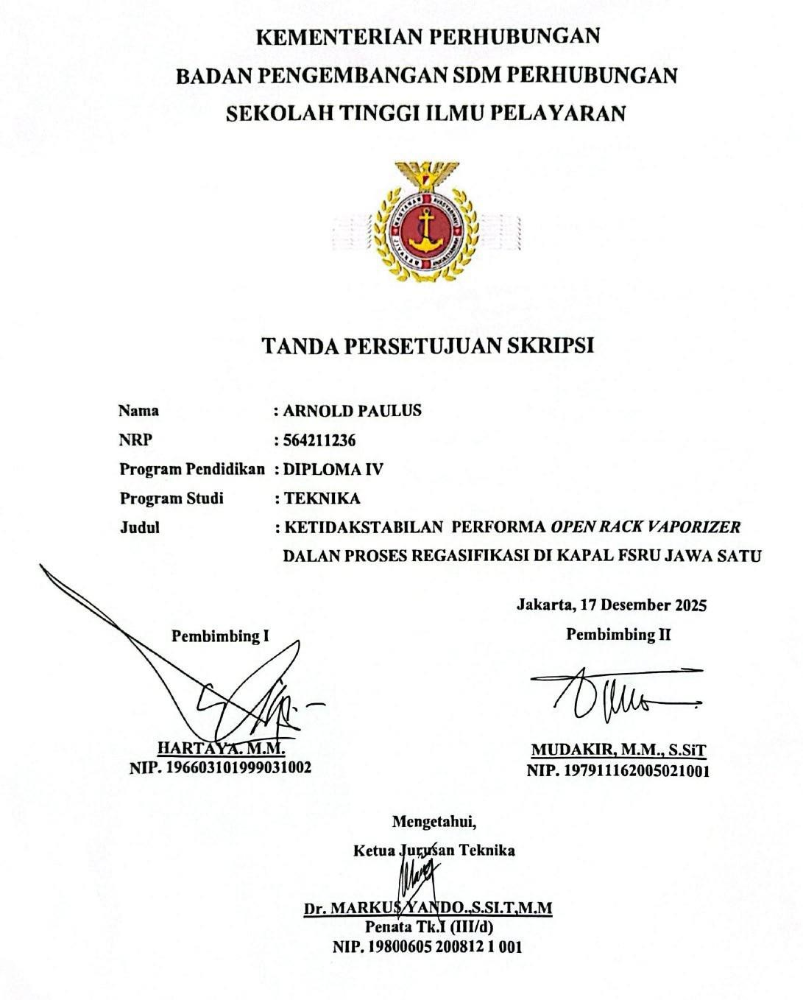 KEMENTERIAN PERHUBUNGAN
BADAN PENGEMBANGAN SDM PERHUBUNGAN
SEKOLAH TINGGI ILMU PELAYARAN
TANDA PERSETUJUAN SKRIPSI
Nama : ARNOLD PAULUS
NRP : 564211236
Program Pendidikan : DIPLOMA IV
Program Studi : TEKNIKA
Judul : KETIDAKSTABILAN PERFORMA OPEN RACK VAPORIZER
DALAN PROSES REGASIFIKASI DI KAPAL FSRU JAWA SATU
Jakarta, 17 Desember 2025
Pembimbing I
Pembimbing II
HARTAYA. M.M.
NIP. 196603101999031002
MUDAKIR, M.M., S.SiT
NIP. 197911162005021001
Mengetahui,
Ketua Jurusan Teknika
Dr. MARKUS YANDO.,S.SI.T,M.M
Penata Tk.I (III/d)
NIP. 19800605 200812 1 001